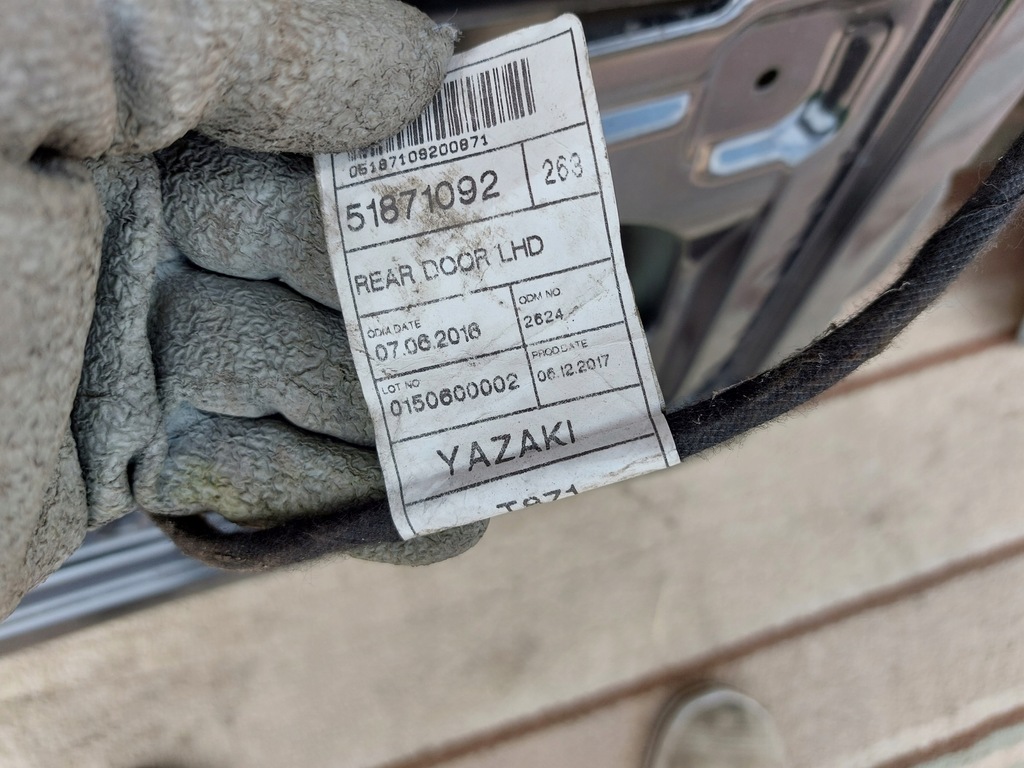 05187109200871
51871092 263
REAR DOOR LHD
ODM DATE ODM NO
07.06.2016 2624
LOT NO PROD.DATE
0150600002 06.12.2017
YAZAKI